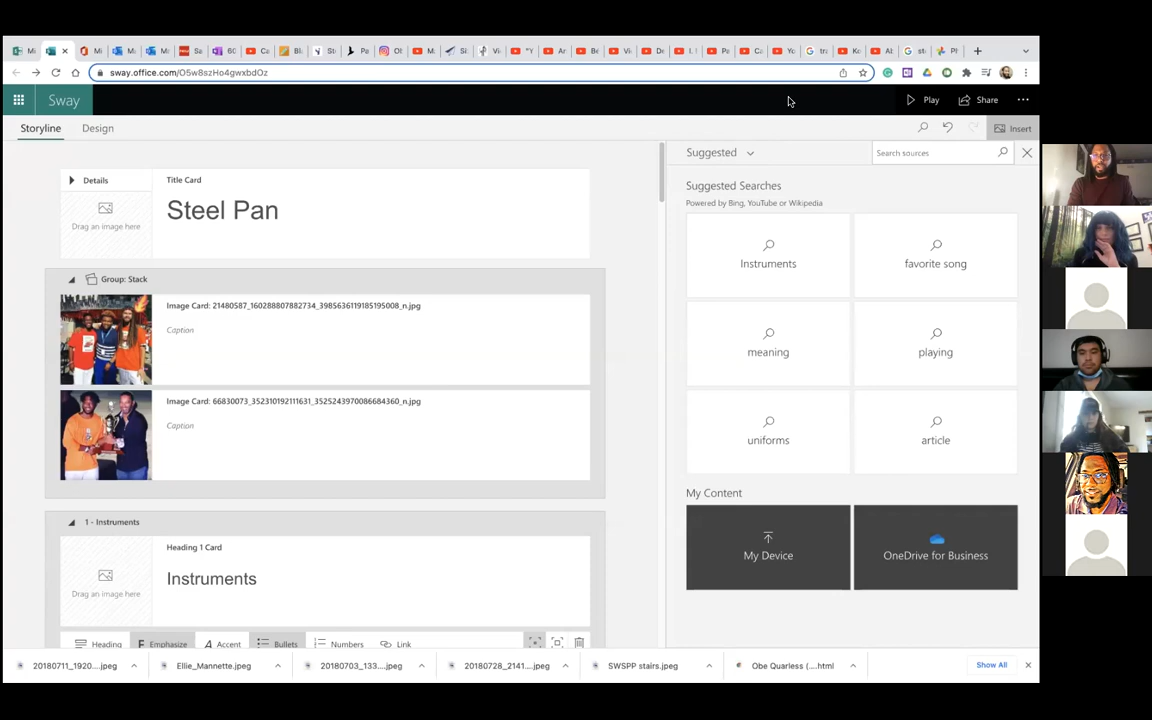 sway.office.com/O5w8szHo4gwxbdOz
Sway
Play
Share
Storyline
Design
Insert
Suggested
Search sources
Details
Title Card
Drag an image here
Steel Pan
Suggested Searches
Powered by Bing, YouTube or Wikipedia
Instruments
favorite song
meaning
playing
uniforms
article
Group: Stack
Image Card: 21480587_160288807882734_3985636119185195008_n.jpg
Caption
Image Card: 66830073_352310192111631_3525243970086684360_n.jpg
Caption
My Content
My Device
OneDrive for Business
1 - Instruments
Heading 1 Card
Drag an image here
Instruments
Heading
Emphasize
Accent
Bullets
Numbers
Link
20180711_1920....jpeg
Ellie_Mannette.jpeg
20180703_133....jpeg
20180728_2141....jpeg
SWSPP stairs.jpeg
Obe Quarless (....html
Show All